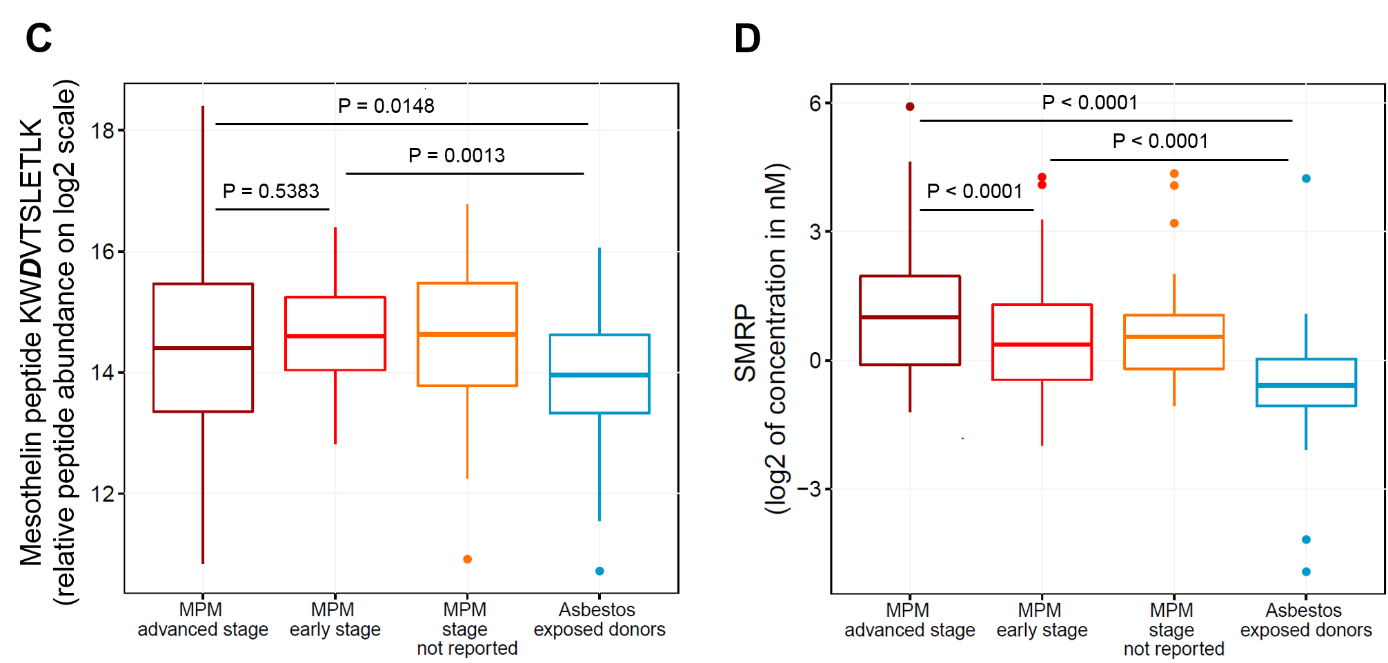 C
Mesothelin peptide KWDVTSLETLK
(relative peptide abundance on log2 scale)
18
16
14
12
P = 0.0148
P = 0.0013
P = 0.5383
MPM
advanced stage
MPM
early stage
MPM
stage
not reported
Asbestos
exposed donors
D
SMRP
(log2 of concentration in nM)
6
3
0
−3
P < 0.0001
P < 0.0001
P < 0.0001
MPM
advanced stage
MPM
early stage
MPM
stage
not reported
Asbestos
exposed donors